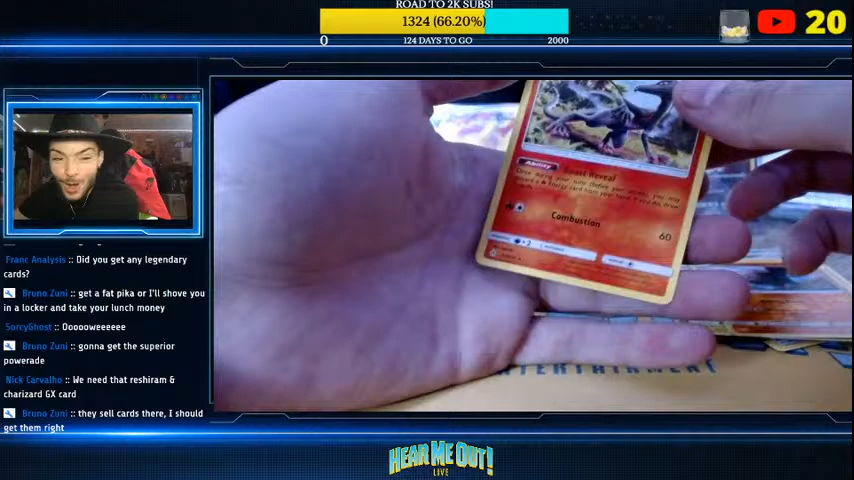 ROAD TO 2K SUBS!
1324 (66.20%)
0
124 DAYS TO GO
2000
20
Franc Analysis :: Did you get any legendary
cards?
Bruno Zuni :: get a fat pika or I'll shove you
in a locker and take your lunch money
SorcyGhost :: Oooooweeeeee
Bruno Zuni :: gonna get the superior
powerade
Nick Carvalho :: We need that reshiram &
charizard GX card
Bruno Zuni :: they sell cards there, I should
get them right
Ability
Roast Reveal
Combustion
60
ENTERTAINMENT
HEAR ME OUT!
LIVE